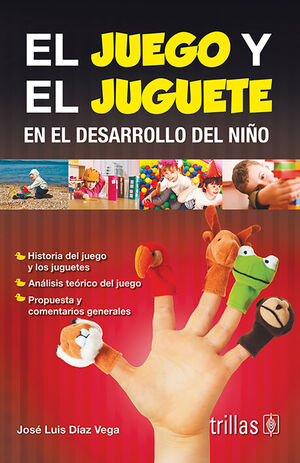 EL JUEGO Y
EL JUGUETE
EN EL DESARROLLO DEL NIÑO
Historia del juego
y los juguetes
Análisis teórico del juego
Propuesta y
comentarios generales
José Luis Díaz Vega
trillas